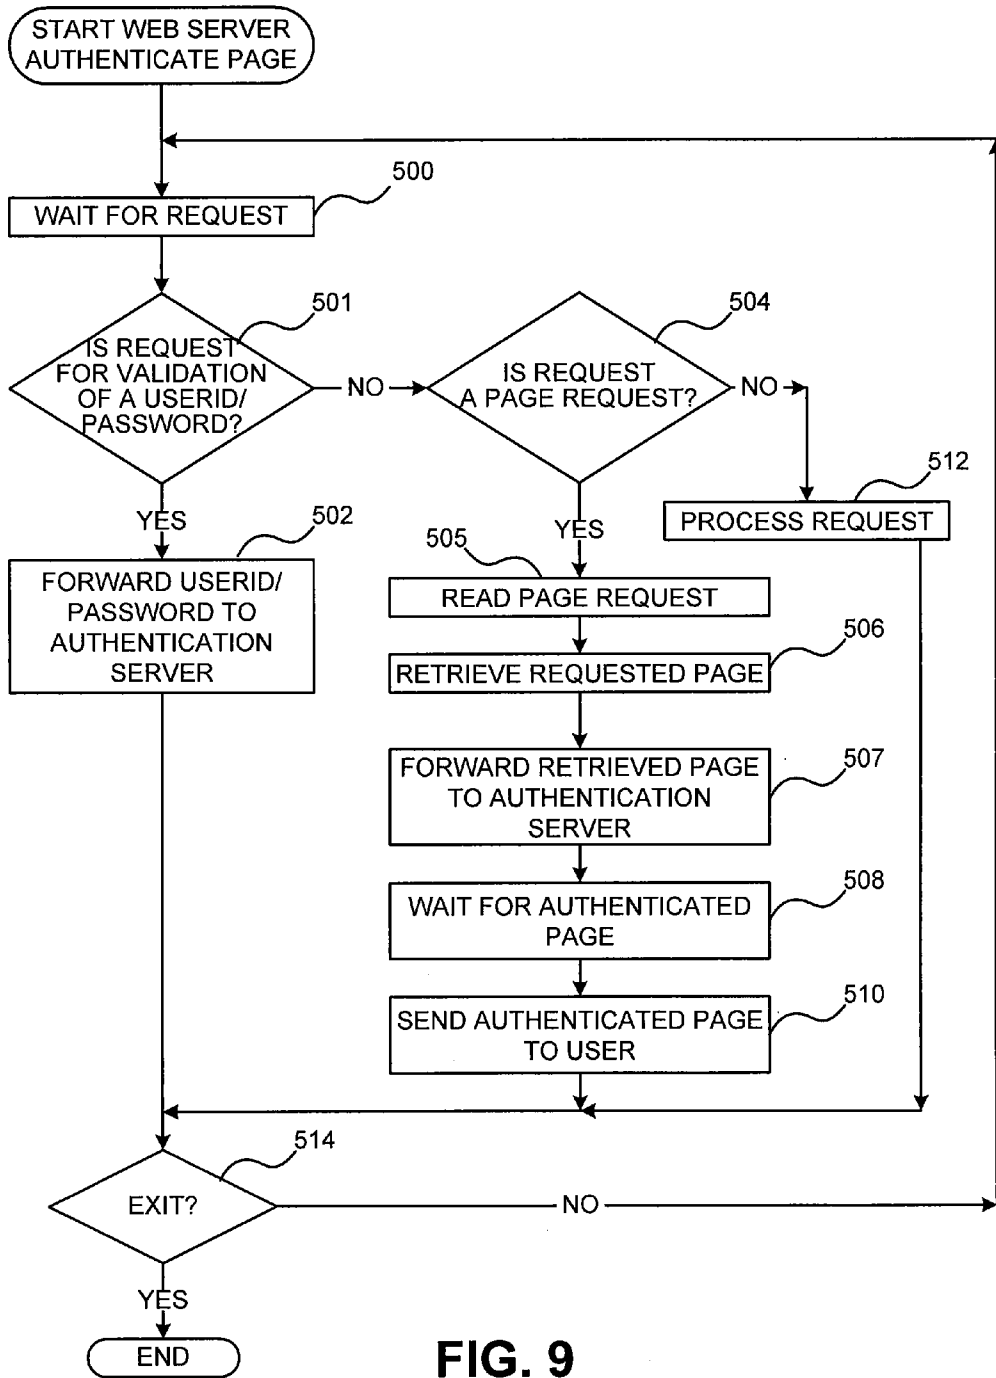 START WEB SERVER
AUTHENTICATE PAGE
500
WAIT FOR REQUEST
501
IS REQUEST
FOR VALIDATION
OF A USERID/
PASSWORD?
NO
504
IS REQUEST
A PAGE REQUEST?
NO
512
PROCESS REQUEST
YES
502
FORWARD USERID/
PASSWORD TO
AUTHENTICATION
SERVER
YES
505
READ PAGE REQUEST
506
RETRIEVE REQUESTED PAGE
507
FORWARD RETRIEVED PAGE
TO AUTHENTICATION
SERVER
508
WAIT FOR AUTHENTICATED
PAGE
510
SEND AUTHENTICATED PAGE
TO USER
514
EXIT?
NO
YES
END
FIG. 9